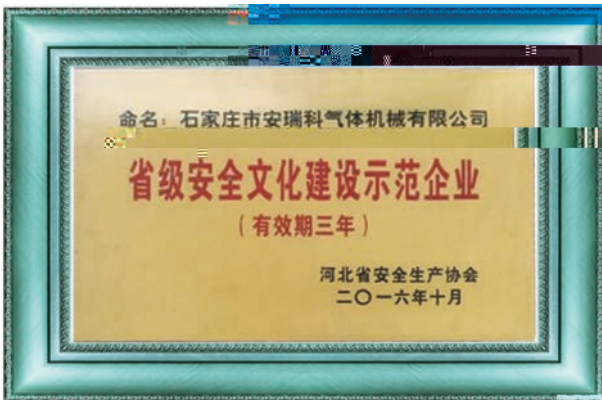 命名：石家庄市安瑞科气体机械有限公司
省级安全文化建设示范企业
（有效期三年）
河北省安全生产协会
二〇一六年十月